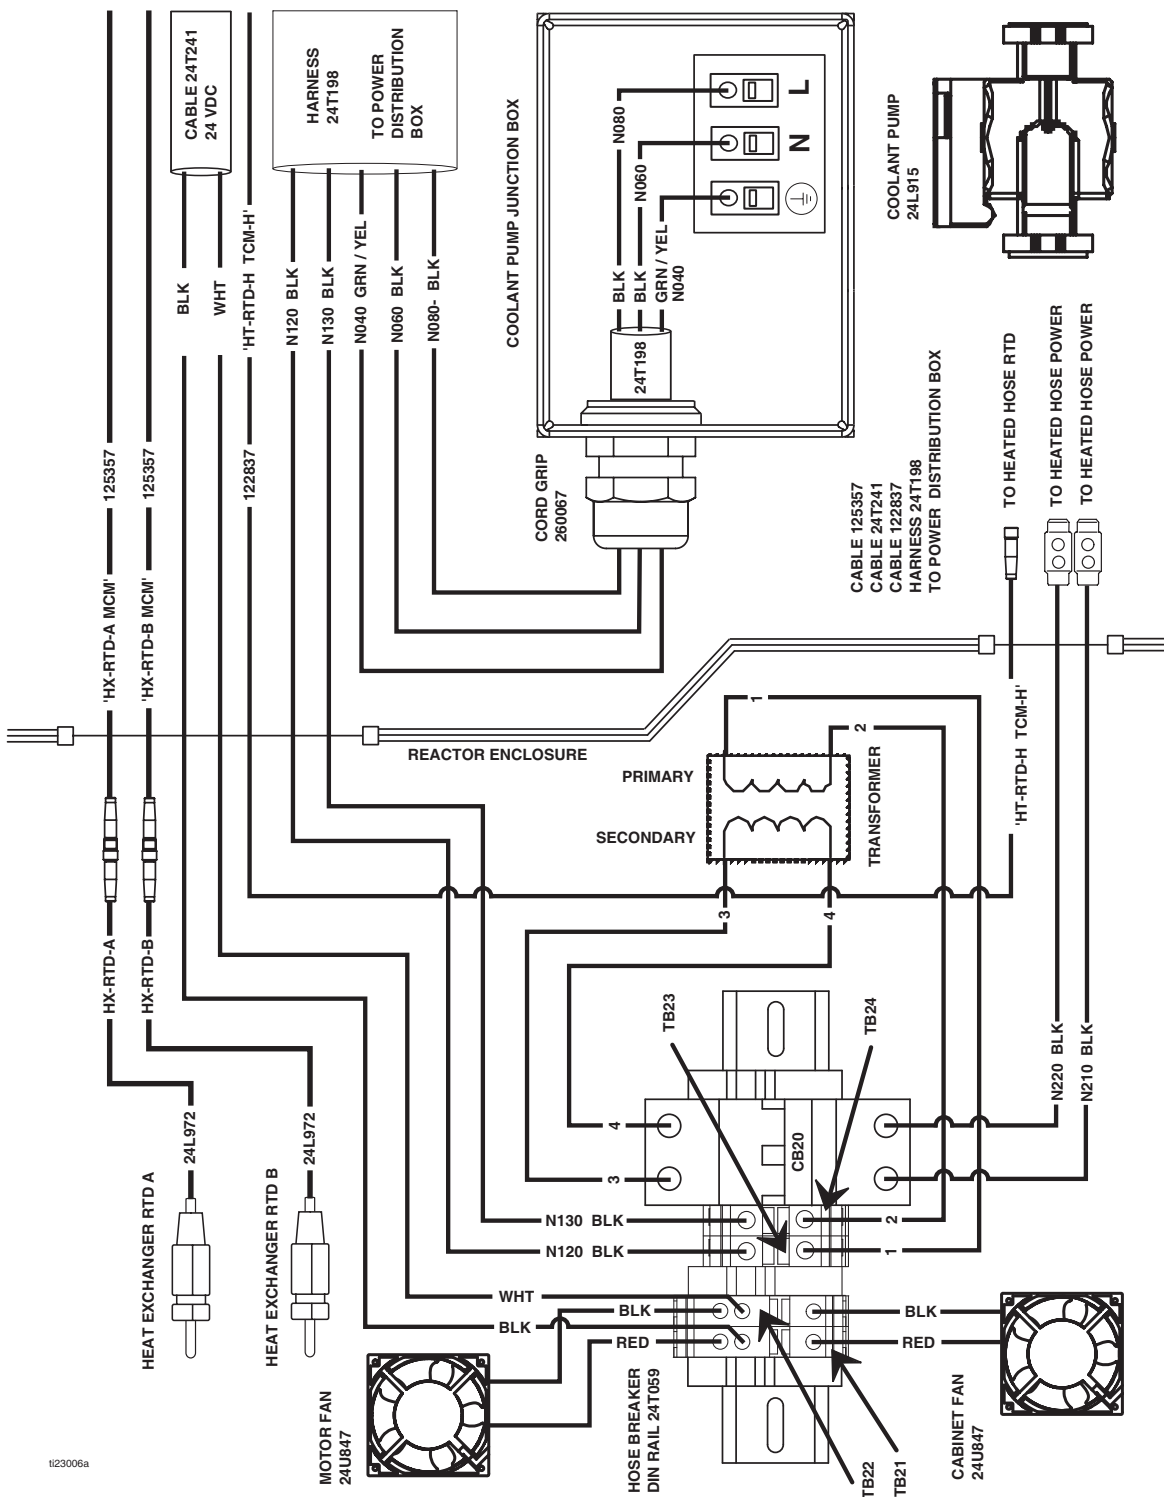 CABLE 24T241
24 VDC
HARNESS
24T198
TO POWER
DISTRIBUTION
BOX
COOLANT PUMP JUNCTION BOX
N080
N060
L
N
BLK
BLK
GRN / YEL
N040
24T198
COOLANT PUMP
24L915
BLK
WHT
'HT-RTD-H TCM-H'
N120 BLK
N130 BLK
N040 GRN / YEL
N060 BLK
N080- BLK
125357
125357
122837
'HX-RTD-A MCM'
'HX-RTD-B MCM'
CORD GRIP
260067
CABLE 125357
CABLE 24T241
CABLE 122837
HARNESS 24T198
TO POWER DISTRIBUTION BOX
TO HEATED HOSE RTD
TO HEATED HOSE POWER
TO HEATED HOSE POWER
REACTOR ENCLOSURE
1
2
PRIMARY
SECONDARY
TRANSFORMER
'HT-RTD-H TCM-H'
3
4
HX-RTD-A
HX-RTD-B
TB23
TB24
N220 BLK
N210 BLK
24L972
24L972
HEAT EXCHANGER RTD A
HEAT EXCHANGER RTD B
4
3
CB20
N130 BLK
N120 BLK
2
1
WHT
BLK
BLK
RED
BLK
RED
MOTOR FAN
24U847
HOSE BREAKER
DIN RAIL 24T059
TB22
TB21
CABINET FAN
24U847
ti23006a